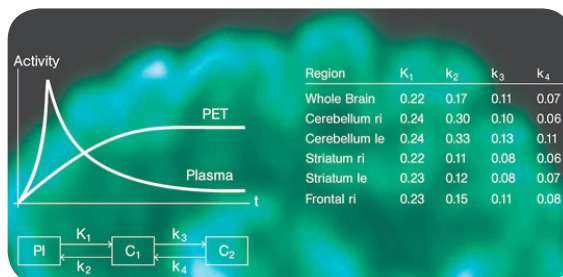 Activity
PET
Plasma
t
Pl K₁ k₂ C₁ k₃ k₄ C₂
Region K₁ k₂ k₃ k₄
Whole Brain 0.22 0.17 0.11 0.07
Cerebellum ri 0.24 0.30 0.10 0.06
Cerebellum le 0.24 0.33 0.13 0.11
Striatum ri 0.22 0.11 0.08 0.06
Striatum le 0.23 0.12 0.08 0.07
Frontal ri 0.23 0.15 0.11 0.08